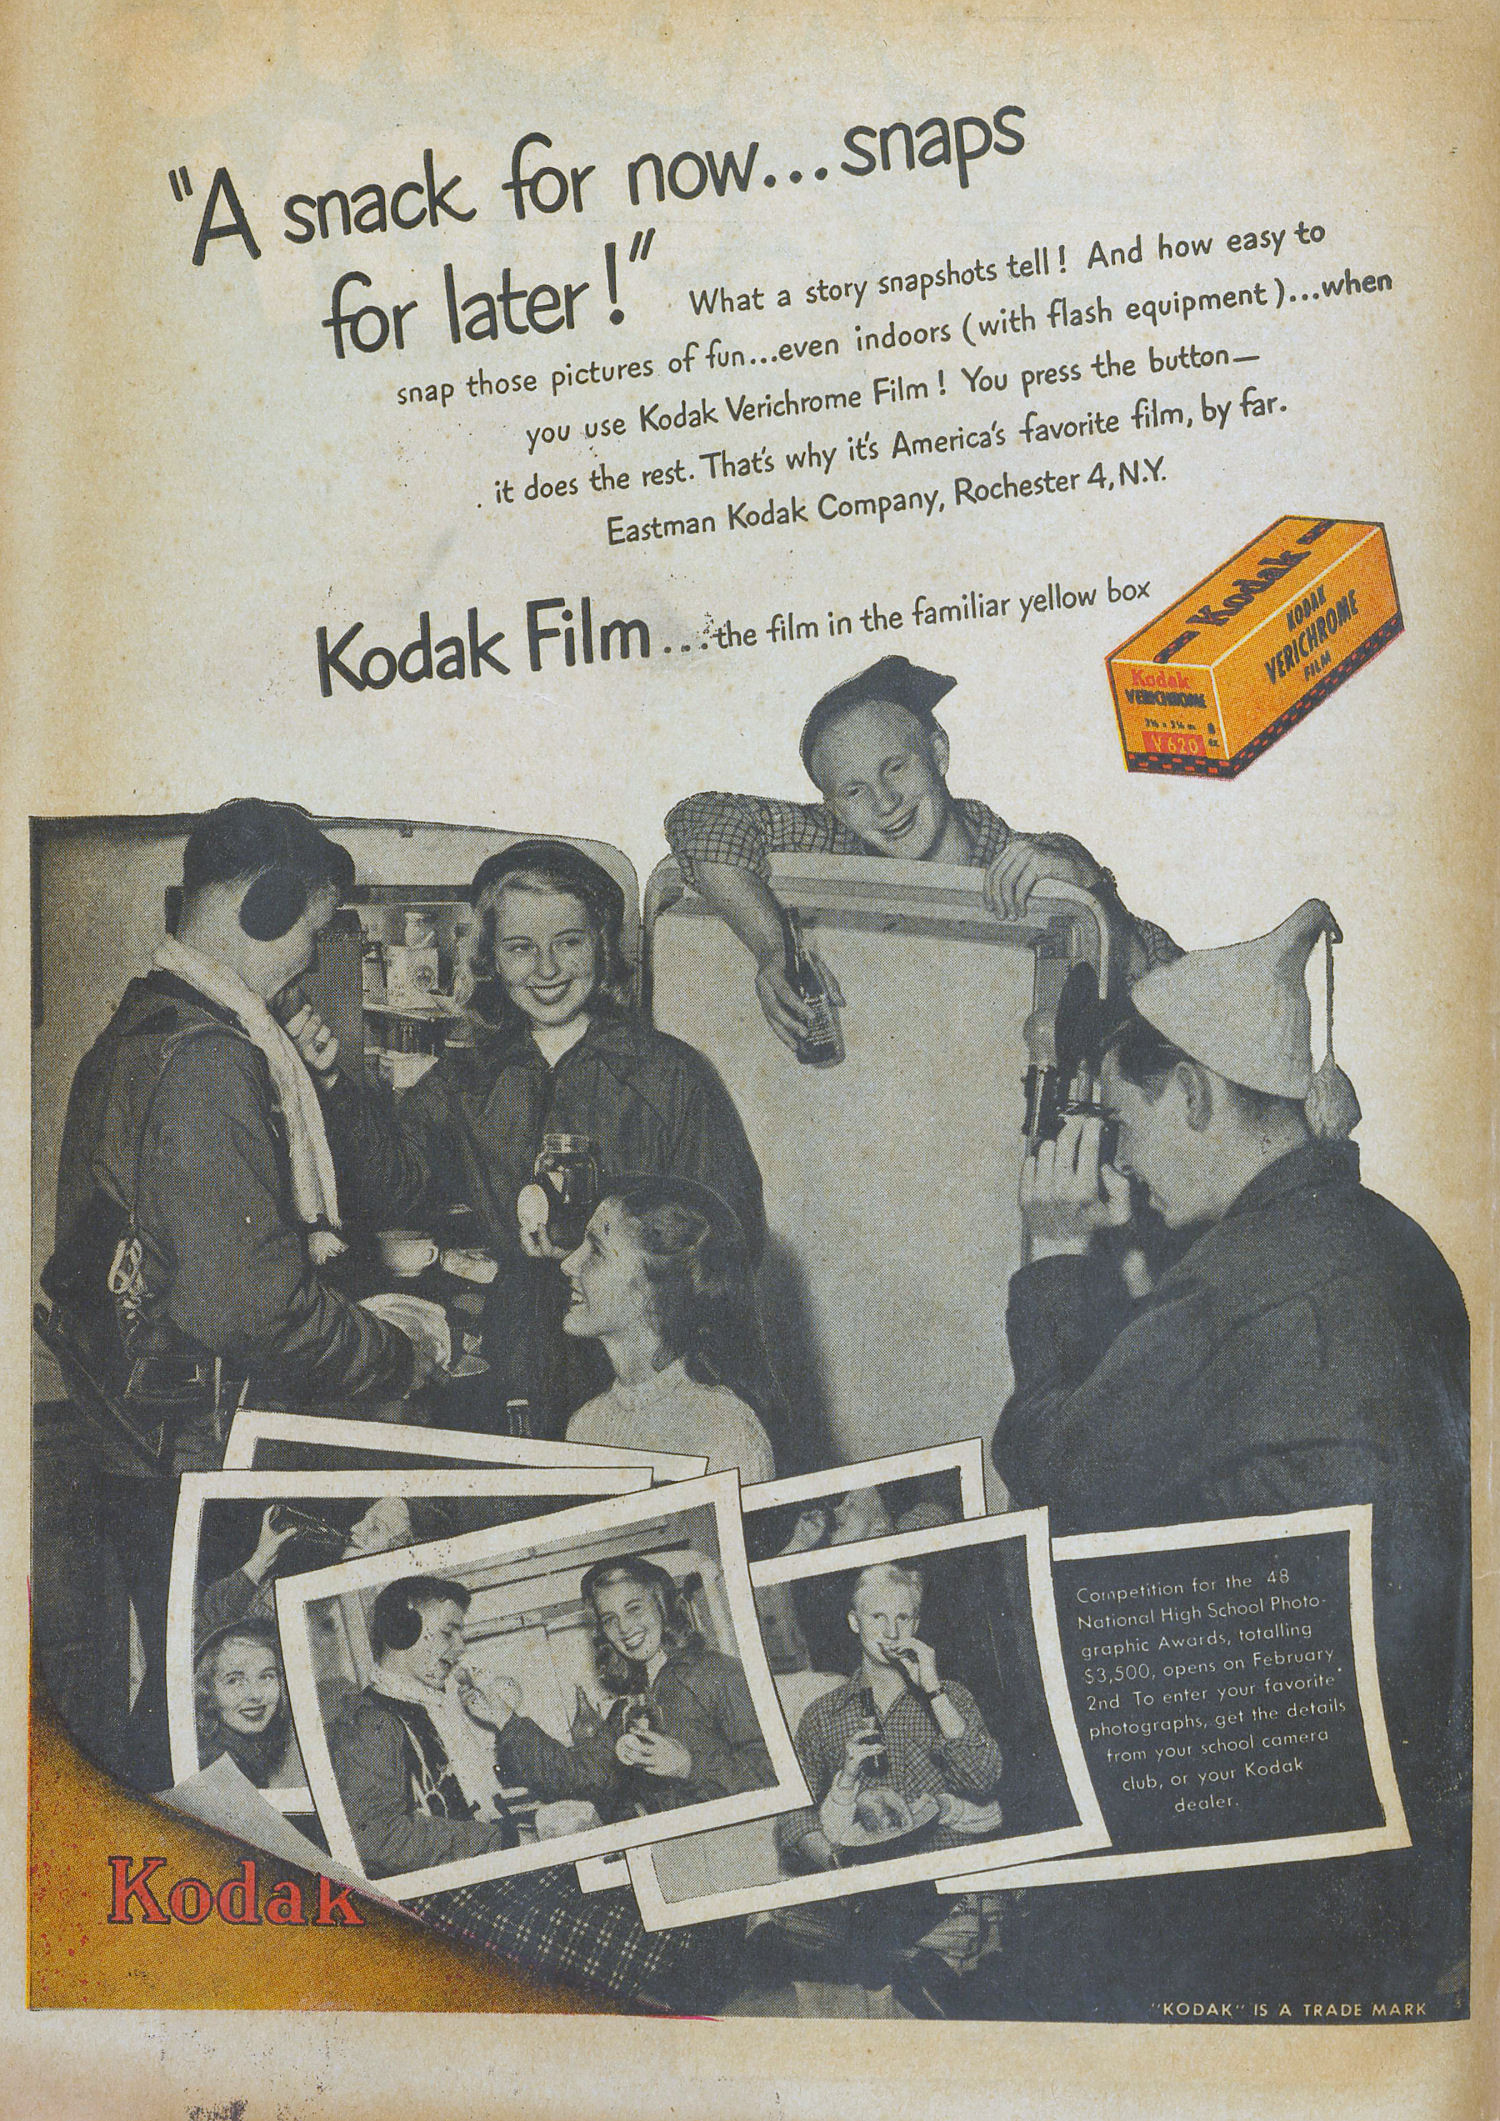 "A snack for now...snaps
for later!" What a story snapshots tell! And how easy to
snap those pictures of fun...even indoors (with flash equipment)...when
you use Kodak Verichrome Film! You press the button—
it does the rest. That's why it's America's favorite film, by far.
Eastman Kodak Company, Rochester 4, N.Y.
Kodak Film...the film in the familiar yellow box
Kodak
KODAK
VERICHROME
FILM
Kodak
VERICHROME
V 620
Competition for the 48
National High School Photo-
graphic Awards, totalling
$3,500, opens on February
2nd To enter your favorite
photographs, get the details
from your school camera
club, or your Kodak
dealer.
Kodak
"KODAK" IS A TRADE MARK